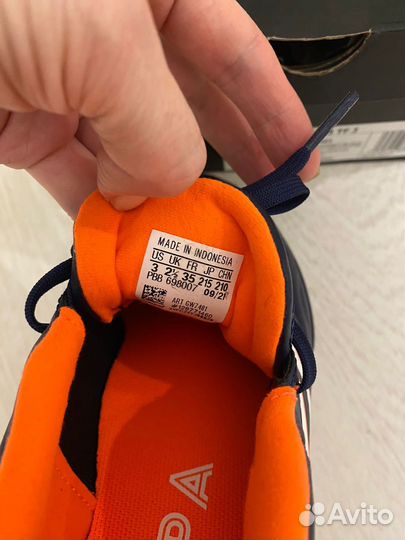 MADE IN INDONESIA
US UK FR JP CHN
3 2½ 35 215 210
PBB 698007 09/21
ART GW7481
Avito